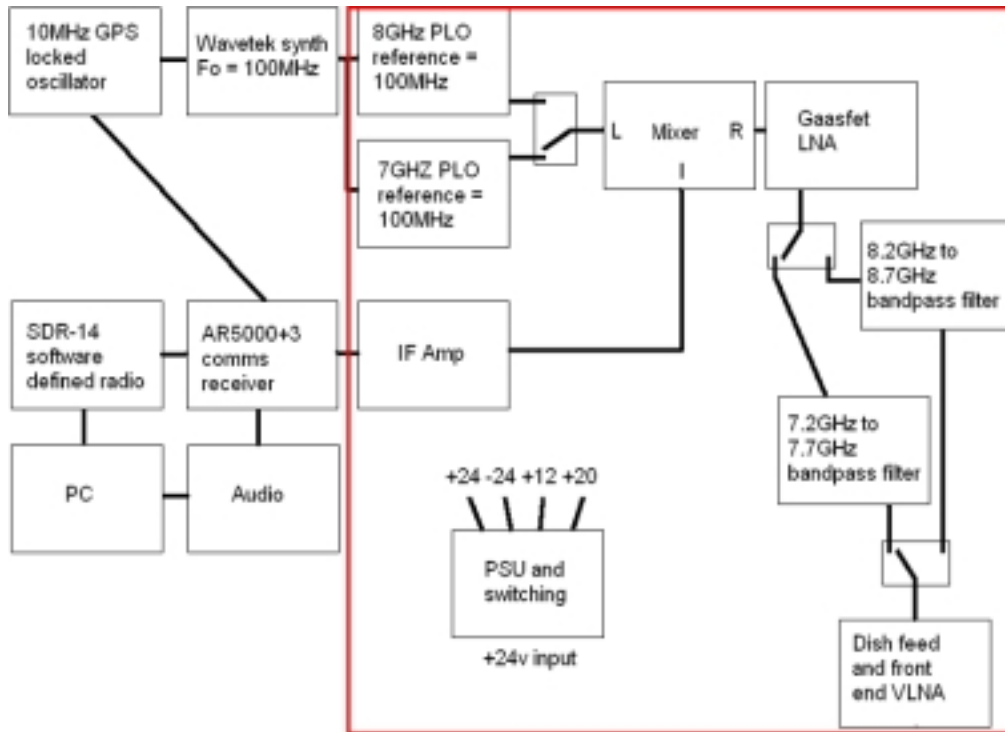 10MHz GPS
locked
oscillator
Wavetek synth
Fo = 100MHz
8GHz PLO
reference =
100MHz
7GHZ PLO
reference =
100MHz
L
Mixer
R
I
Gaasfet
LNA
8.2GHz to
8.7GHz
bandpass filter
SDR-14
software
defined radio
AR5000+3
comms
receiver
IF Amp
7.2GHz to
7.7GHz
bandpass filter
PC
Audio
+24 -24 +12 +20
PSU and
switching
+24v input
Dish feed
and front
end VLNA